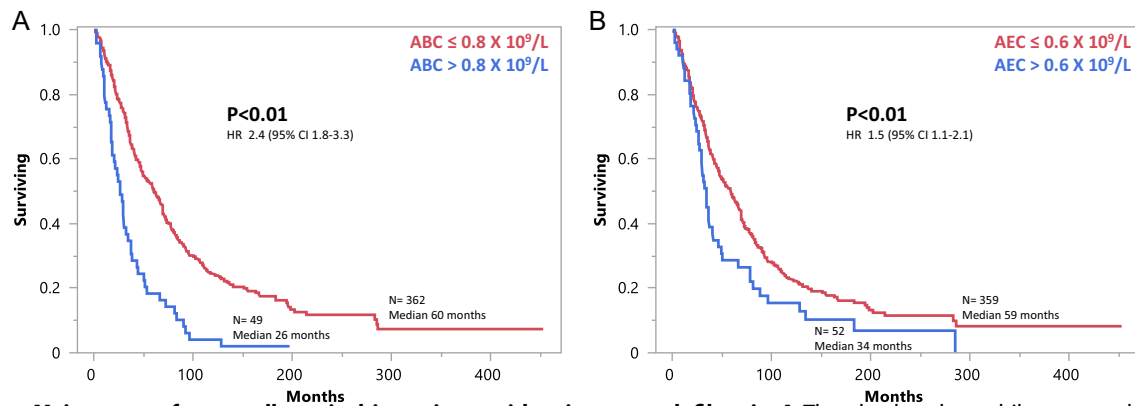 A
ABC ≤ 0.8 X 10⁹/L
ABC > 0.8 X 10⁹/L
P<0.01
HR 2.4 (95% CI 1.8-3.3)
Surviving
1.0
0.8
0.6
0.4
0.2
0
N= 362
Median 60 months
N= 49
Median 26 months
0 100 200 300 400
Months
B
AEC ≤ 0.6 X 10⁹/L
AEC > 0.6 X 10⁹/L
P<0.01
HR 1.5 (95% CI 1.1-2.1)
Surviving
1.0
0.8
0.6
0.4
0.2
0
N= 359
Median 59 months
N= 52
Median 34 months
0 100 200 300 400
Months